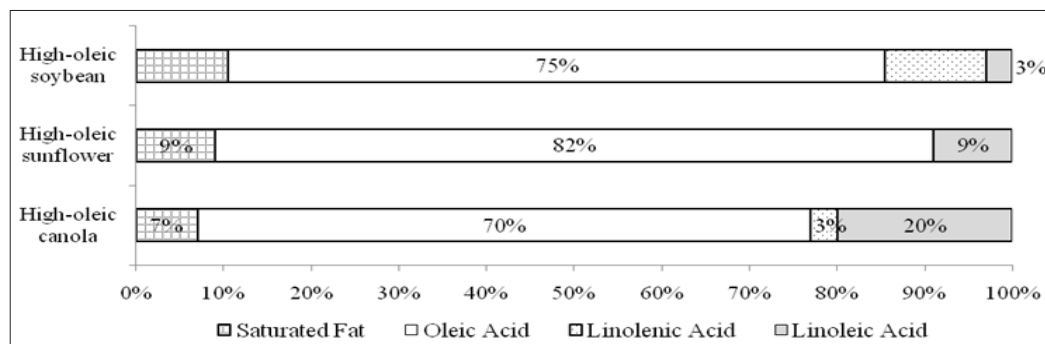 High-oleic
soybean
75%
3%
High-oleic
sunflower
9%
82%
9%
High-oleic
canola
7%
70%
3%
20%
0% 10% 20% 30% 40% 50% 60% 70% 80% 90% 100%
Saturated Fat Oleic Acid Linolenic Acid Linoleic Acid